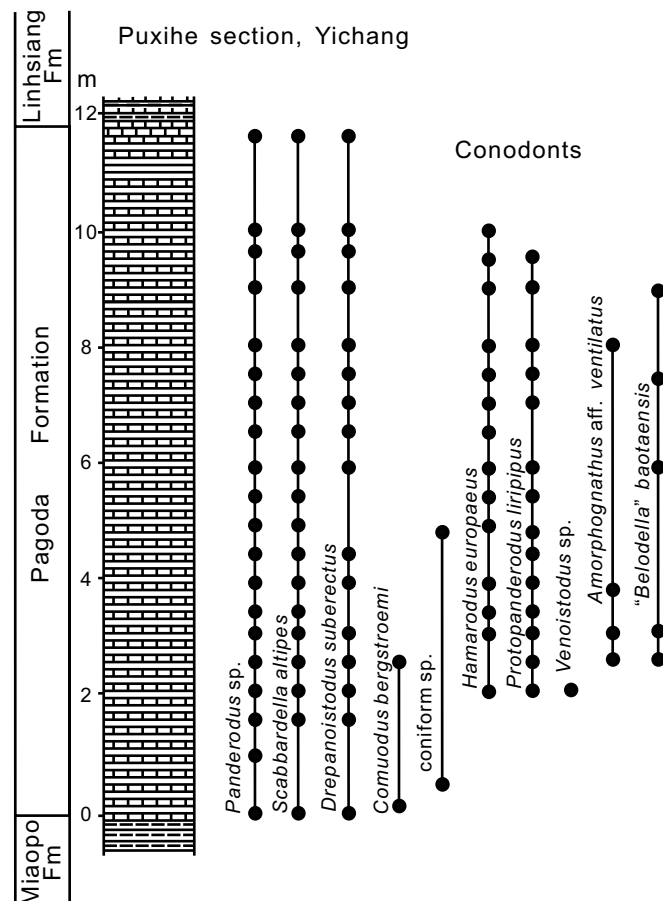 Puxihe section, Yichang
Linhsiang
Fm
m
12
Conodonts
10
8
6
4
2
0
Pagoda Formation
Miaopo
Fm
Panderodus sp.
Scabbardella altipes
Drepanoistodus suberectus
Comuodus bergstroemi
coniform sp.
Hamarodus europaeus
Protopanderodus liripipus
Venoistodus sp.
Amorphognathus aff. ventilatus
"Belodella" baotaensis